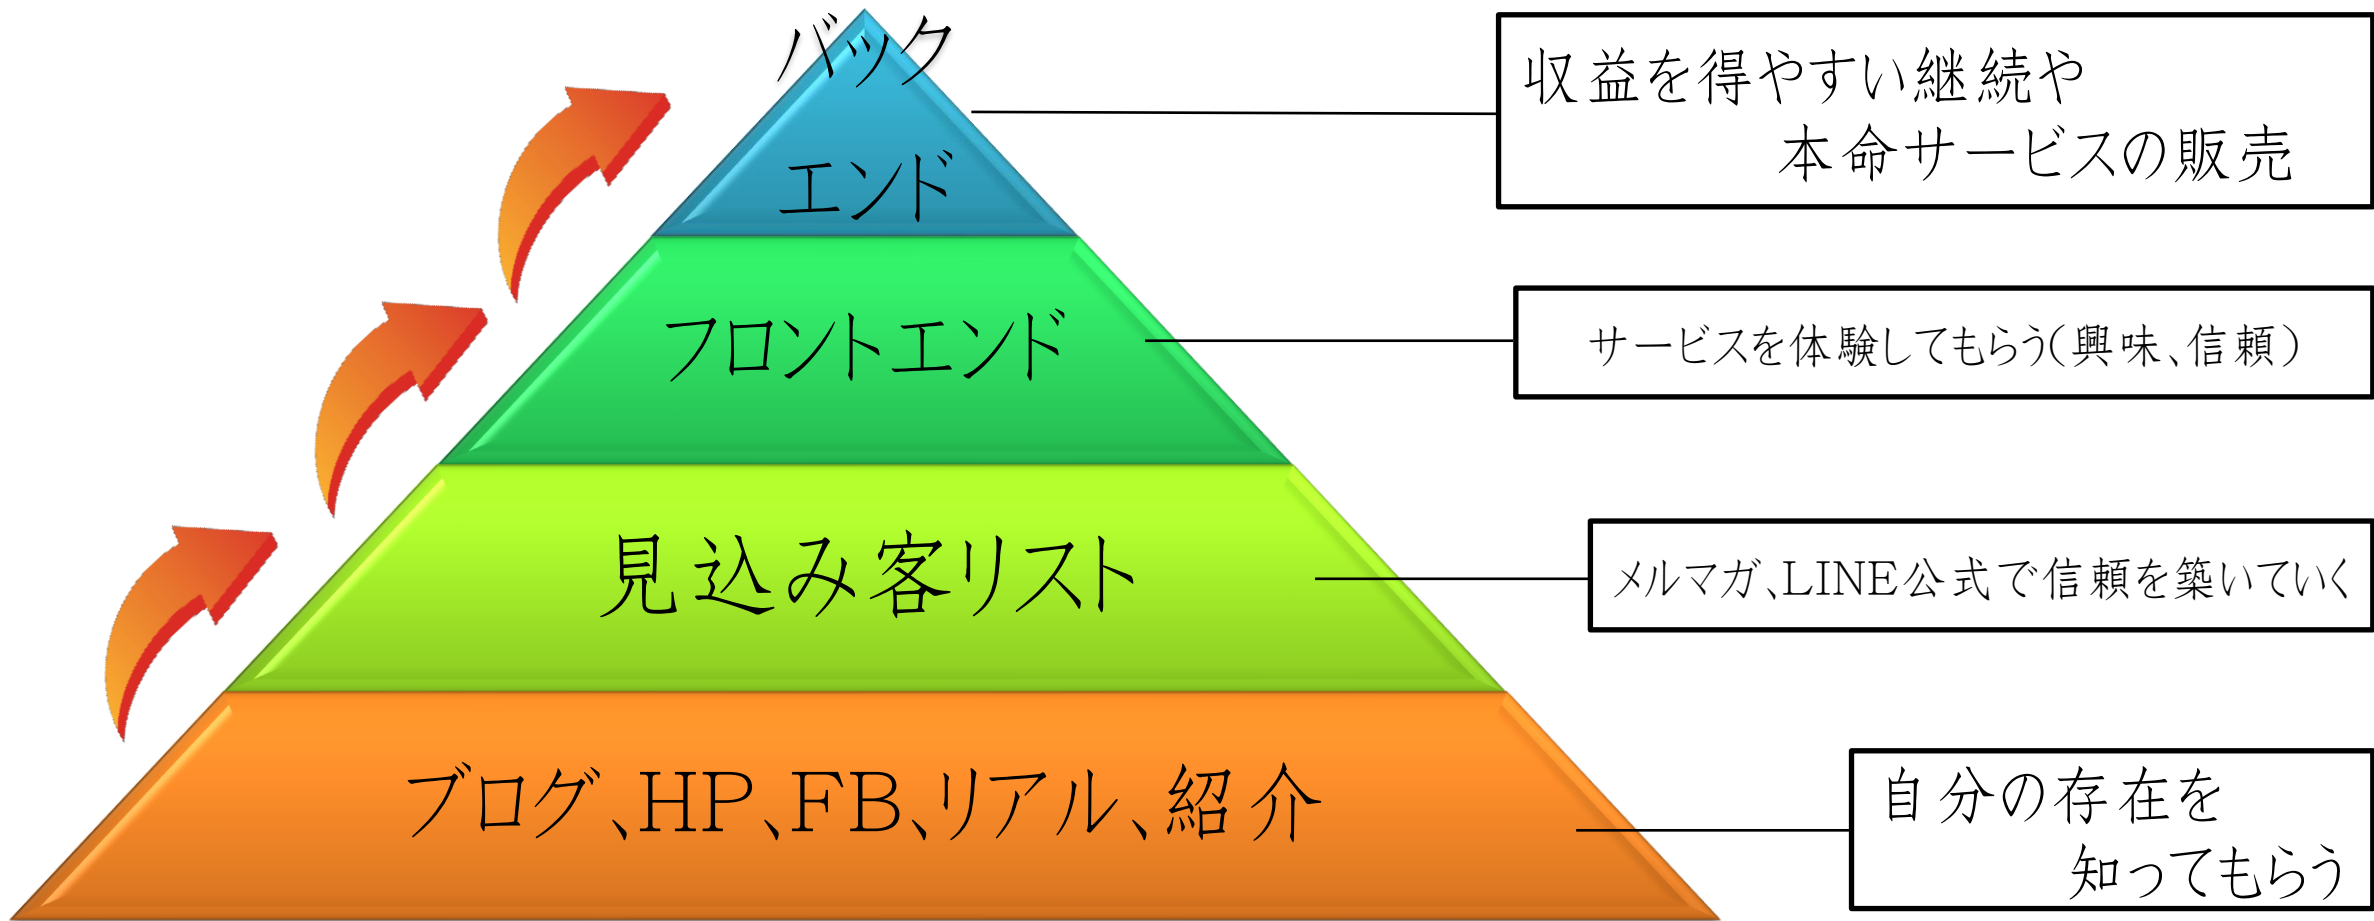 バック
エンド
収益を得やすい継続や
本命サービスの販売
フロントエンド
サービスを体験してもらう(興味、信頼)
見込み客リスト
メルマガ、LINE公式で信頼を築いていく
ブログ、HP、FB、リアル、紹介
自分の存在を
知ってもらう